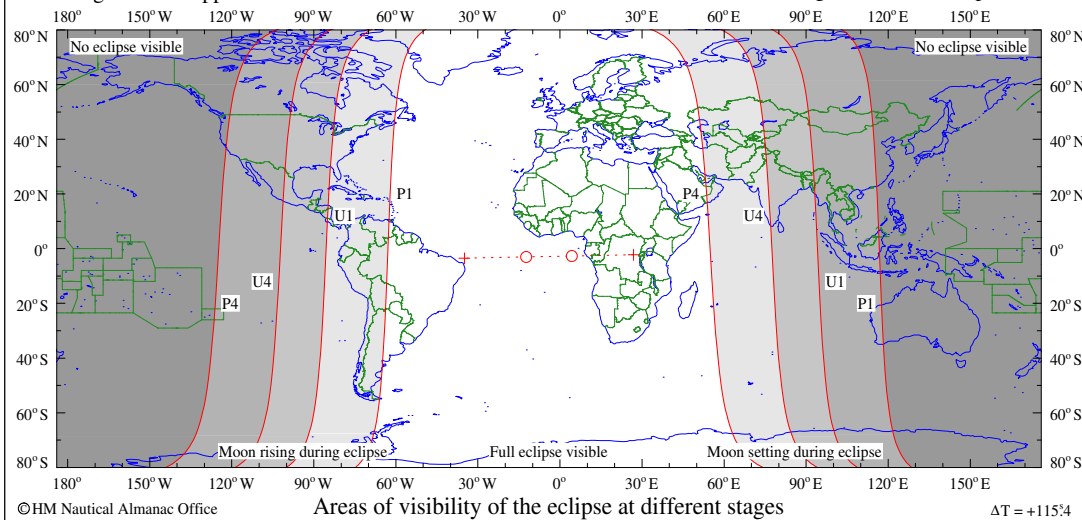 180° 150° W 120° W 90° W 60° W 30° W 0° 30° E 60° E 90° E 120° E 150° E
80° N 80° N
No eclipse visible No eclipse visible
60° N 60° N
40° N 40° N
20° N 20° N
P1 P4
U1 U4
0° 0°
U4 U1
20° S P4 P1 20° S
40° S 40° S
60° S 60° S
Moon rising during eclipse Full eclipse visible Moon setting during eclipse
80° S 80° S
180° 150° W 120° W 90° W 60° W 30° W 0° 30° E 60° E 90° E 120° E 150° E
©HM Nautical Almanac Office Areas of visibility of the eclipse at different stages ΔT = +115ˢ.4